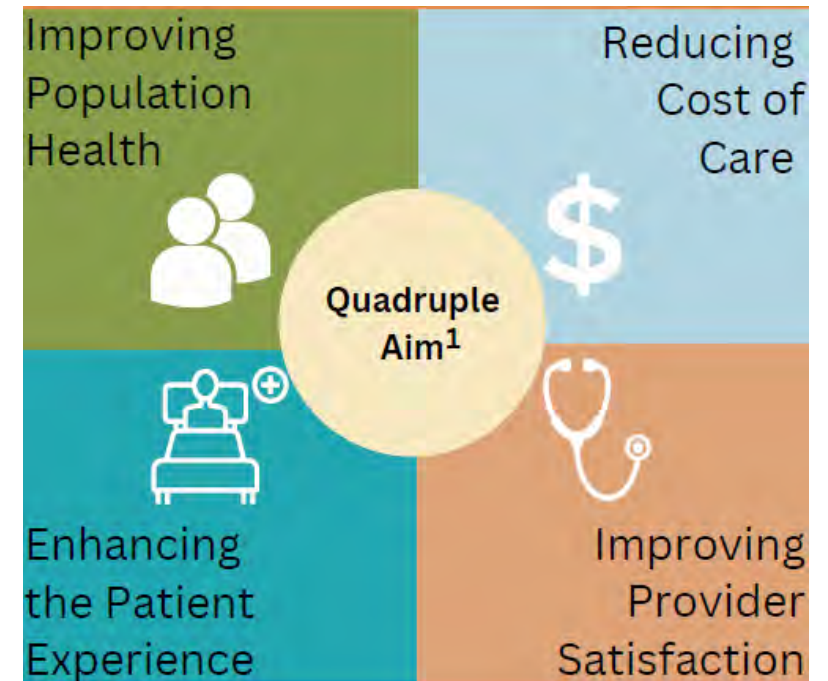 Improving
Population
Health
Reducing
Cost of
Care
$
Quadruple
Aim¹
Enhancing
the Patient
Experience
Improving
Provider
Satisfaction